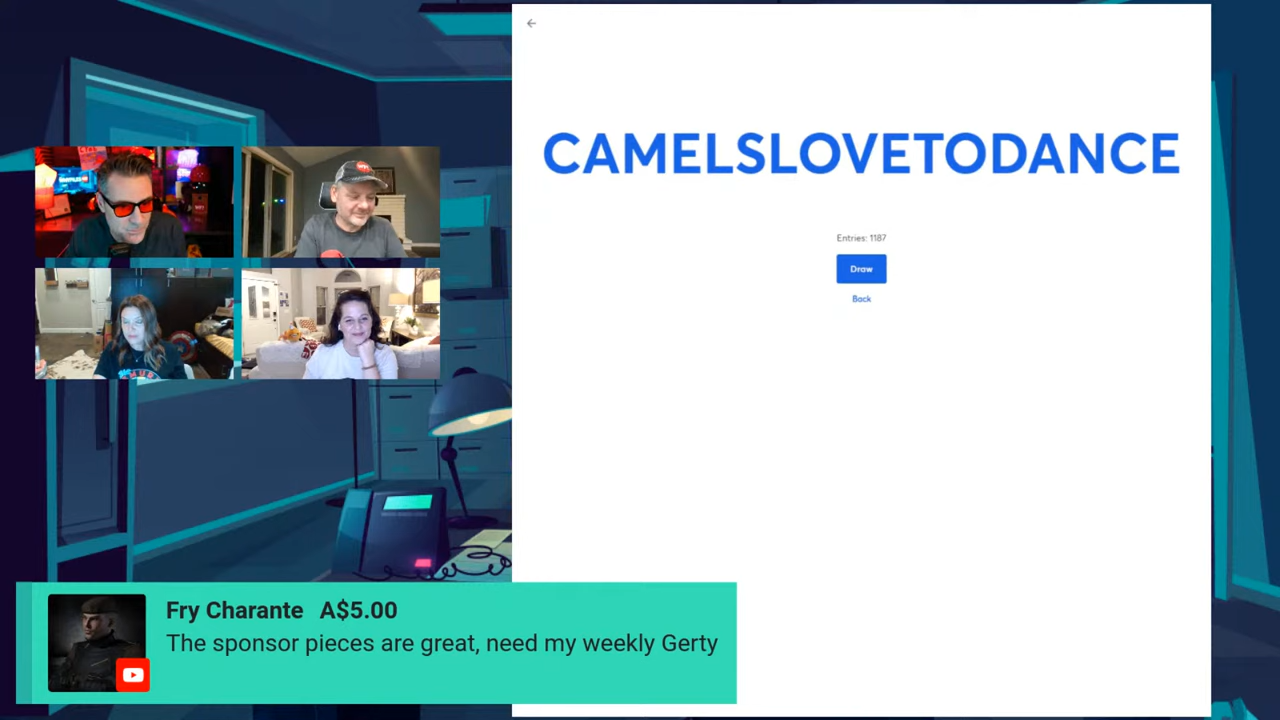 CAMELSLOVETODANCE
Entries: 1187
Draw
Back
Fry Charante A$5.00
The sponsor pieces are great, need my weekly Gerty